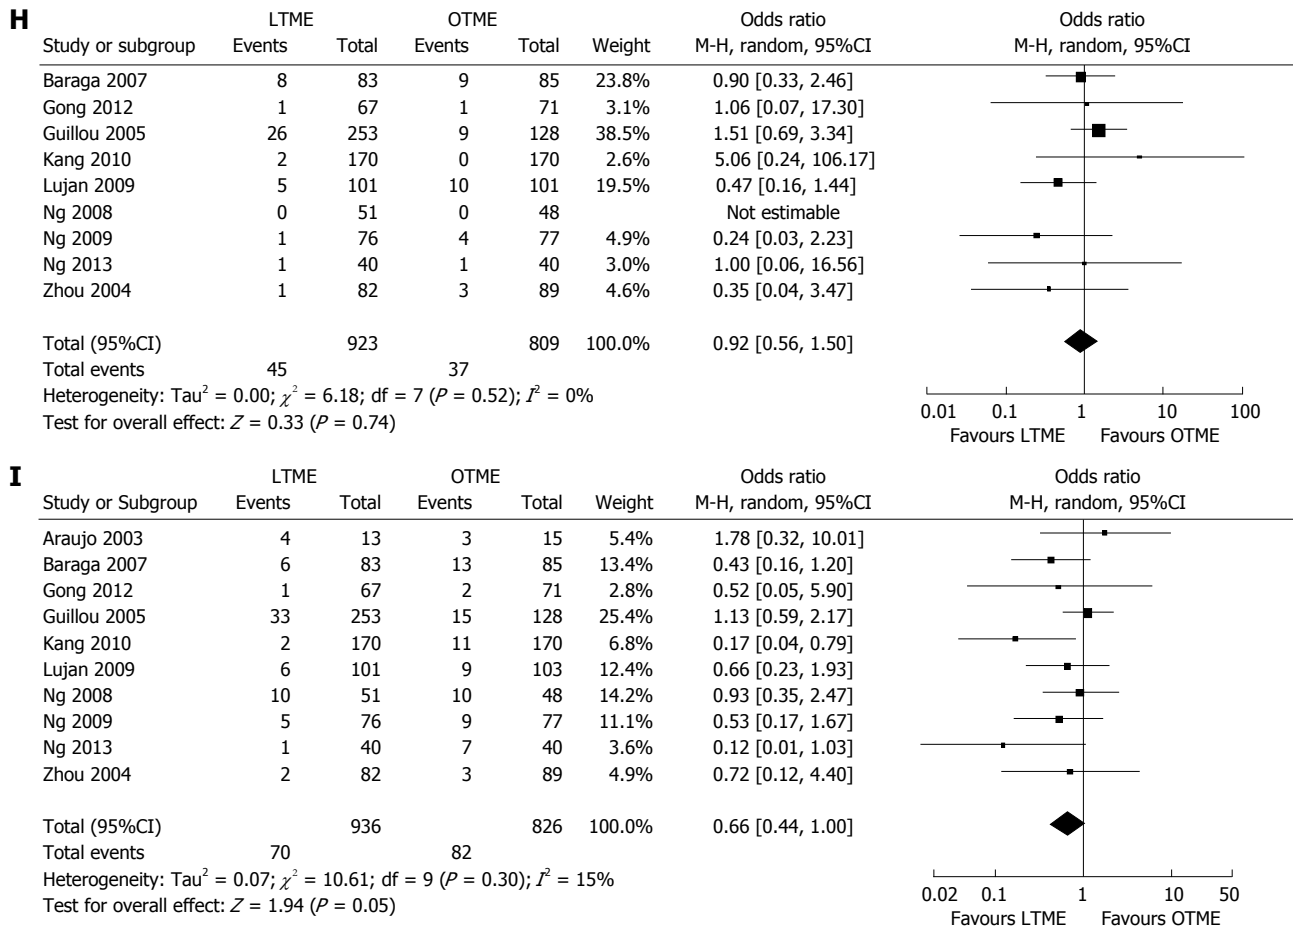 H
LTME OTME Odds ratio Odds ratio
Study or subgroup Events Total Events Total Weight M-H, random, 95%CI M-H, random, 95%CI
Baraga 2007 8 83 9 85 23.8% 0.90 [0.33, 2.46]
Gong 2012 1 67 1 71 3.1% 1.06 [0.07, 17.30]
Guillou 2005 26 253 9 128 38.5% 1.51 [0.69, 3.34]
Kang 2010 2 170 0 170 2.6% 5.06 [0.24, 106.17]
Lujan 2009 5 101 10 101 19.5% 0.47 [0.16, 1.44]
Ng 2008 0 51 0 48 Not estimable
Ng 2009 1 76 4 77 4.9% 0.24 [0.03, 2.23]
Ng 2013 1 40 1 40 3.0% 1.00 [0.06, 16.56]
Zhou 2004 1 82 3 89 4.6% 0.35 [0.04, 3.47]
Total (95%CI) 923 809 100.0% 0.92 [0.56, 1.50]
Total events 45 37
Heterogeneity: Tau² = 0.00; χ² = 6.18; df = 7 (P = 0.52); I² = 0%
Test for overall effect: Z = 0.33 (P = 0.74)
0.01 0.1 1 10 100
Favours LTME Favours OTME
I
LTME OTME Odds ratio Odds ratio
Study or Subgroup Events Total Events Total Weight M-H, random, 95%CI M-H, random, 95%CI
Araujo 2003 4 13 3 15 5.4% 1.78 [0.32, 10.01]
Baraga 2007 6 83 13 85 13.4% 0.43 [0.16, 1.20]
Gong 2012 1 67 2 71 2.8% 0.52 [0.05, 5.90]
Guillou 2005 33 253 15 128 25.4% 1.13 [0.59, 2.17]
Kang 2010 2 170 11 170 6.8% 0.17 [0.04, 0.79]
Lujan 2009 6 101 9 103 12.4% 0.66 [0.23, 1.93]
Ng 2008 10 51 10 48 14.2% 0.93 [0.35, 2.47]
Ng 2009 5 76 9 77 11.1% 0.53 [0.17, 1.67]
Ng 2013 1 40 7 40 3.6% 0.12 [0.01, 1.03]
Zhou 2004 2 82 3 89 4.9% 0.72 [0.12, 4.40]
Total (95%CI) 936 826 100.0% 0.66 [0.44, 1.00]
Total events 70 82
Heterogeneity: Tau² = 0.07; χ² = 10.61; df = 9 (P = 0.30); I² = 15%
Test for overall effect: Z = 1.94 (P = 0.05)
0.02 0.1 1 10 50
Favours LTME Favours OTME